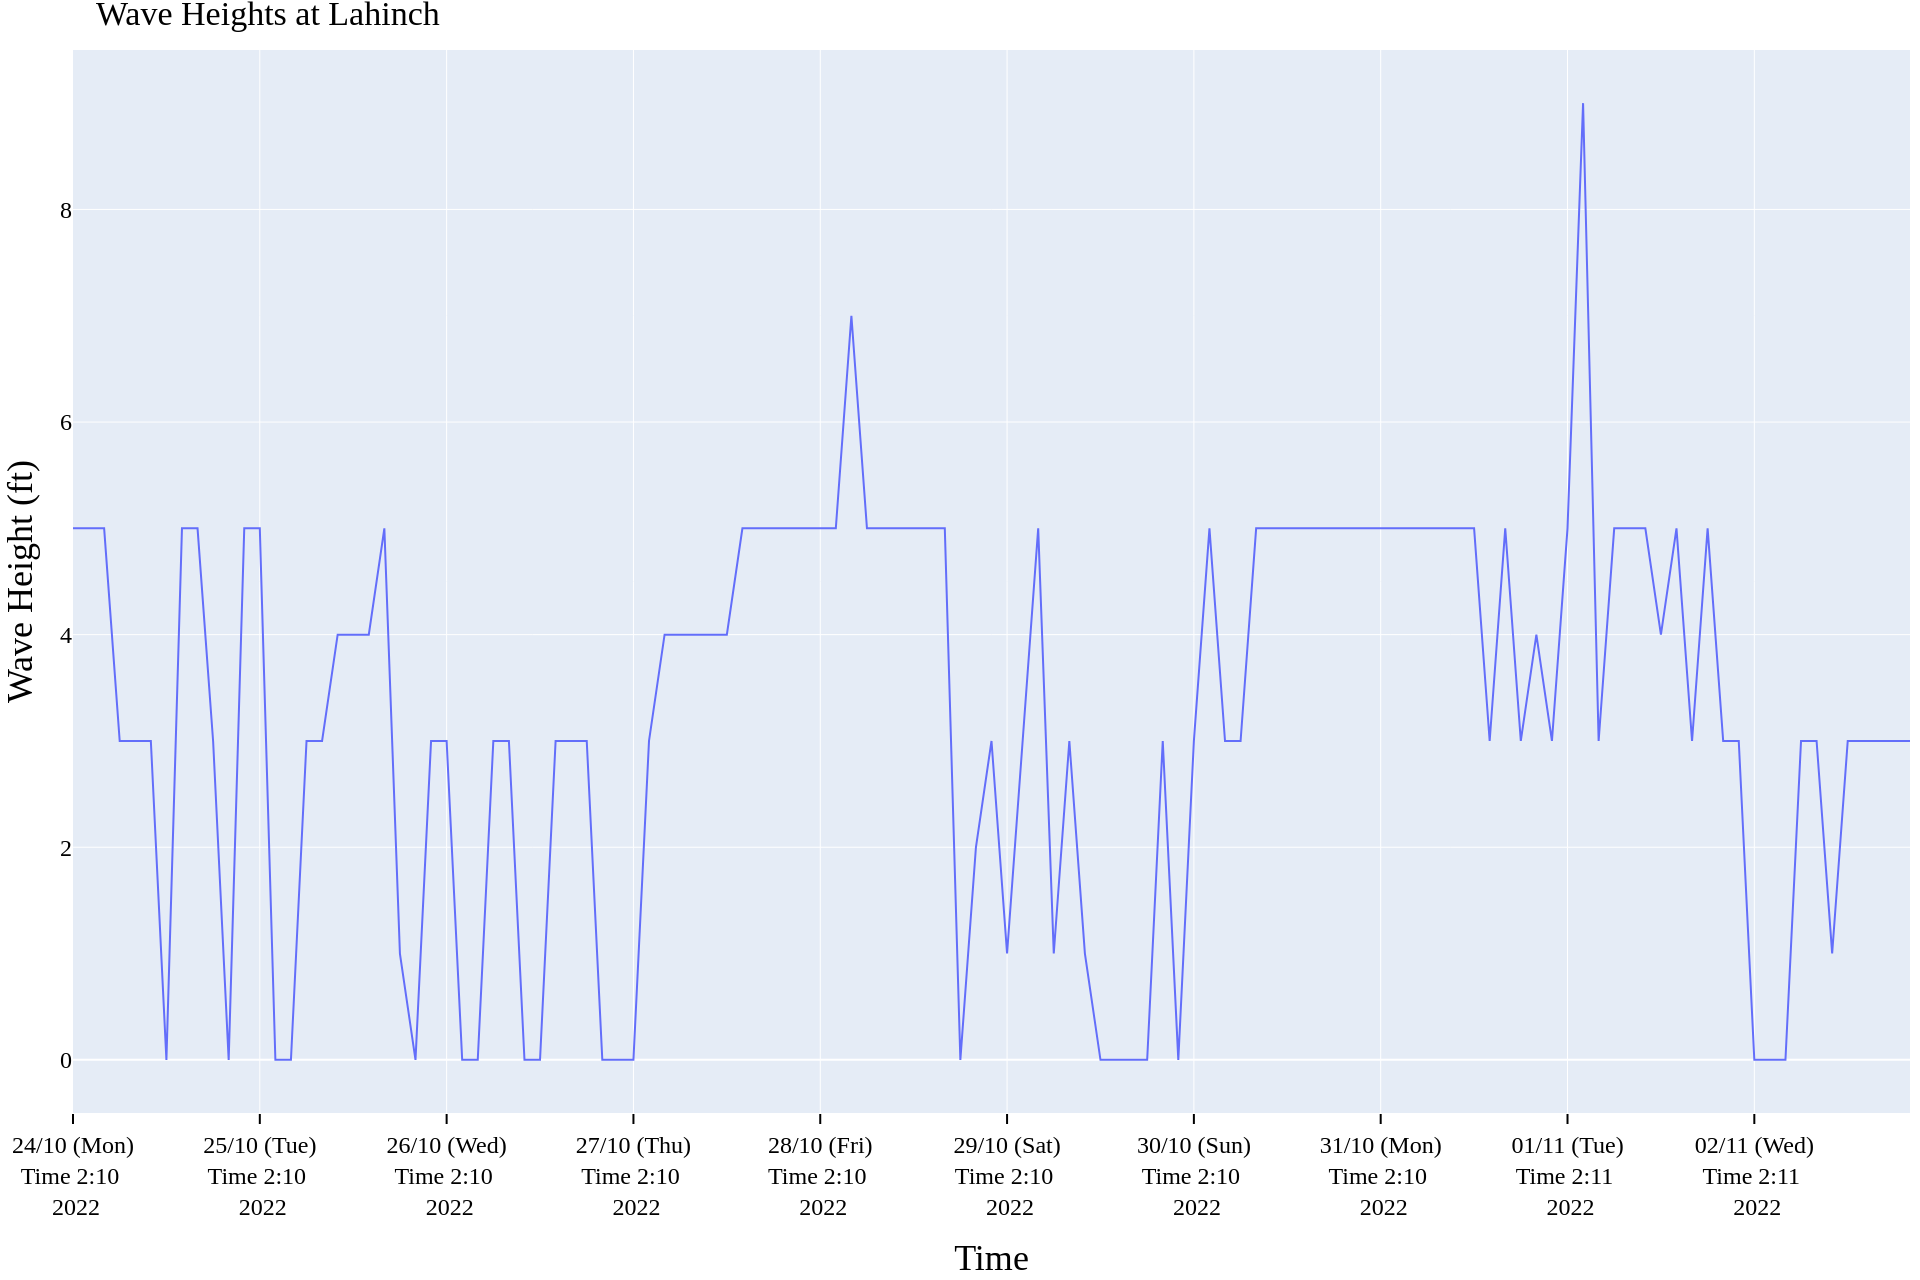 Wave Heights at Lahinch
Wave Height (ft)
8
6
4
2
0
24/10 (Mon)
Time 2:10
2022
25/10 (Tue)
Time 2:10
2022
26/10 (Wed)
Time 2:10
2022
27/10 (Thu)
Time 2:10
2022
28/10 (Fri)
Time 2:10
2022
29/10 (Sat)
Time 2:10
2022
30/10 (Sun)
Time 2:10
2022
31/10 (Mon)
Time 2:10
2022
01/11 (Tue)
Time 2:11
2022
02/11 (Wed)
Time 2:11
2022
Time